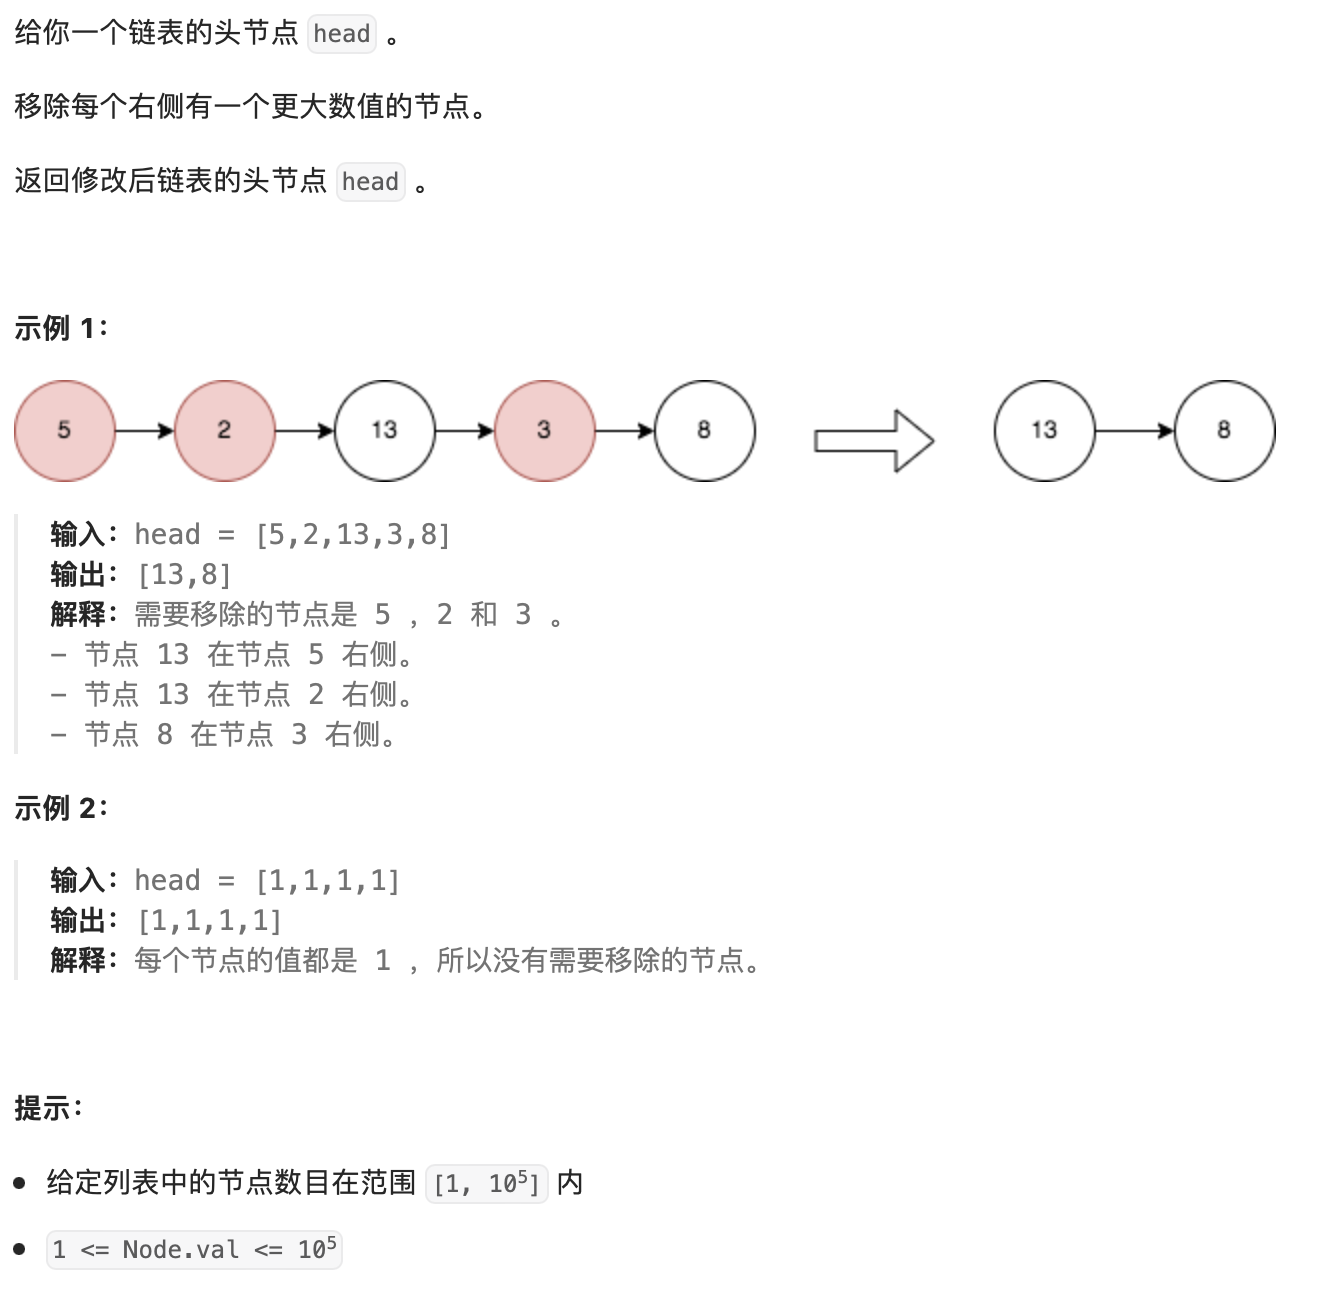 给你一个链表的头节点 head 。
移除每个右侧有一个更大数值的节点。
返回修改后链表的头节点 head 。
示例 1：
5 2 13 3 8 13 8
输入：head = [5,2,13,3,8]
输出：[13,8]
解释：需要移除的节点是 5 ，2 和 3 。
- 节点 13 在节点 5 右侧。
- 节点 13 在节点 2 右侧。
- 节点 8 在节点 3 右侧。
示例 2：
输入：head = [1,1,1,1]
输出：[1,1,1,1]
解释：每个节点的值都是 1 ，所以没有需要移除的节点。
提示：
• 给定列表中的节点数目在范围 [1, 10⁵] 内
• 1 <= Node.val <= 10⁵